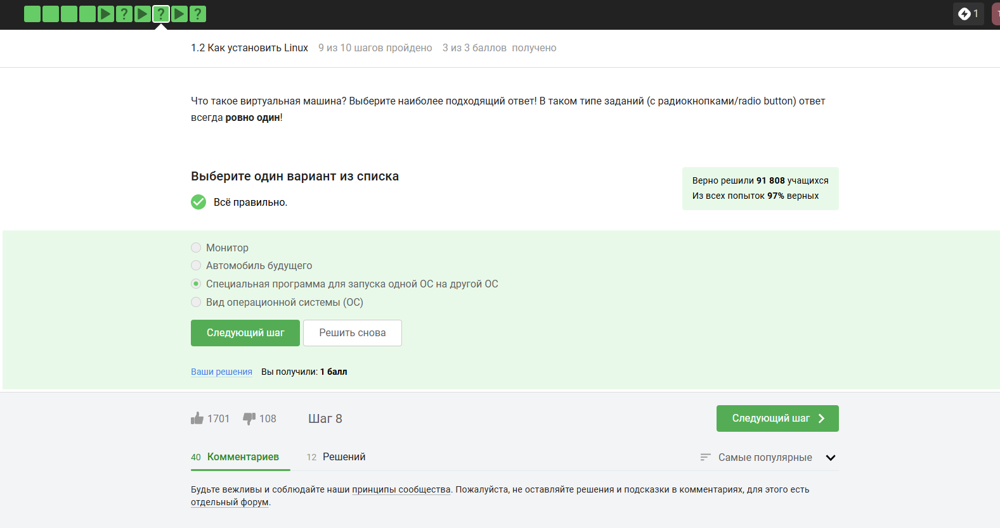 ? ? ? 1
1.2 Как установить Linux 9 из 10 шагов пройдено 3 из 3 баллов получено
Что такое виртуальная машина? Выберите наиболее подходящий ответ! В таком типе заданий (с радиокнопками/radio button) ответ
всегда ровно один!
Выберите один вариант из списка
Всё правильно.
Верно решили 91 808 учащихся
Из всех попыток 97% верных
Монитор
Автомобиль будущего
Специальная программа для запуска одной ОС на другой ОС
Вид операционной системы (ОС)
Следующий шаг Решить снова
Ваши решения Вы получили: 1 балл
1701 108 Шаг 8 Следующий шаг
40 Комментариев 12 Решений Самые популярные
Будьте вежливы и соблюдайте наши принципы сообщества. Пожалуйста, не оставляйте решения и подсказки в комментариях, для этого есть
отдельный форум.